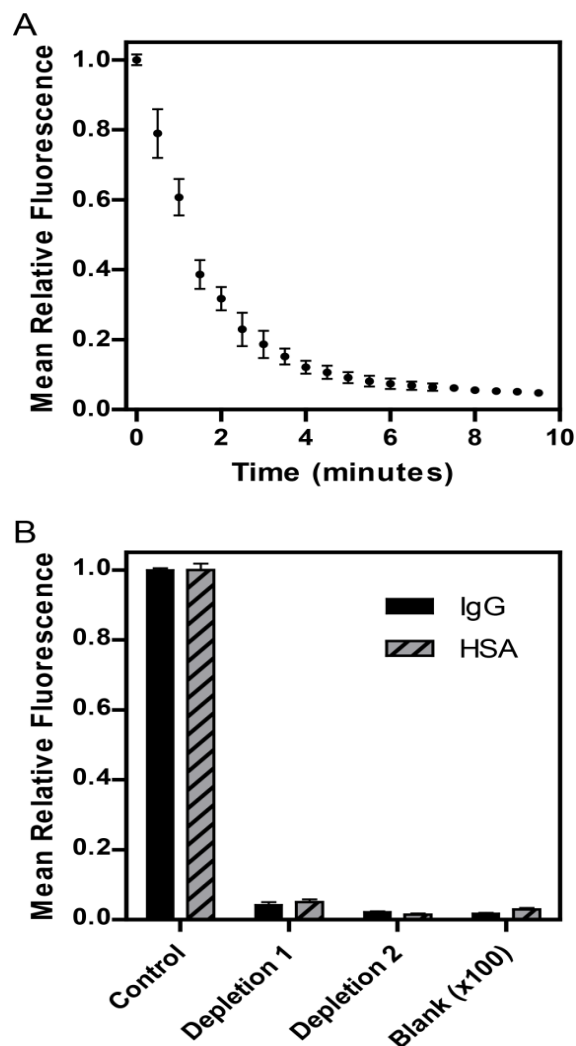 A
Mean Relative Fluorescence
1.0
0.8
0.6
0.4
0.2
0.0
0 2 4 6 8 10
Time (minutes)
B
Mean Relative Fluorescence
1.0
0.8
0.6
0.4
0.2
0.0
IgG
HSA
Control
Depletion 1
Depletion 2
Blank (x100)